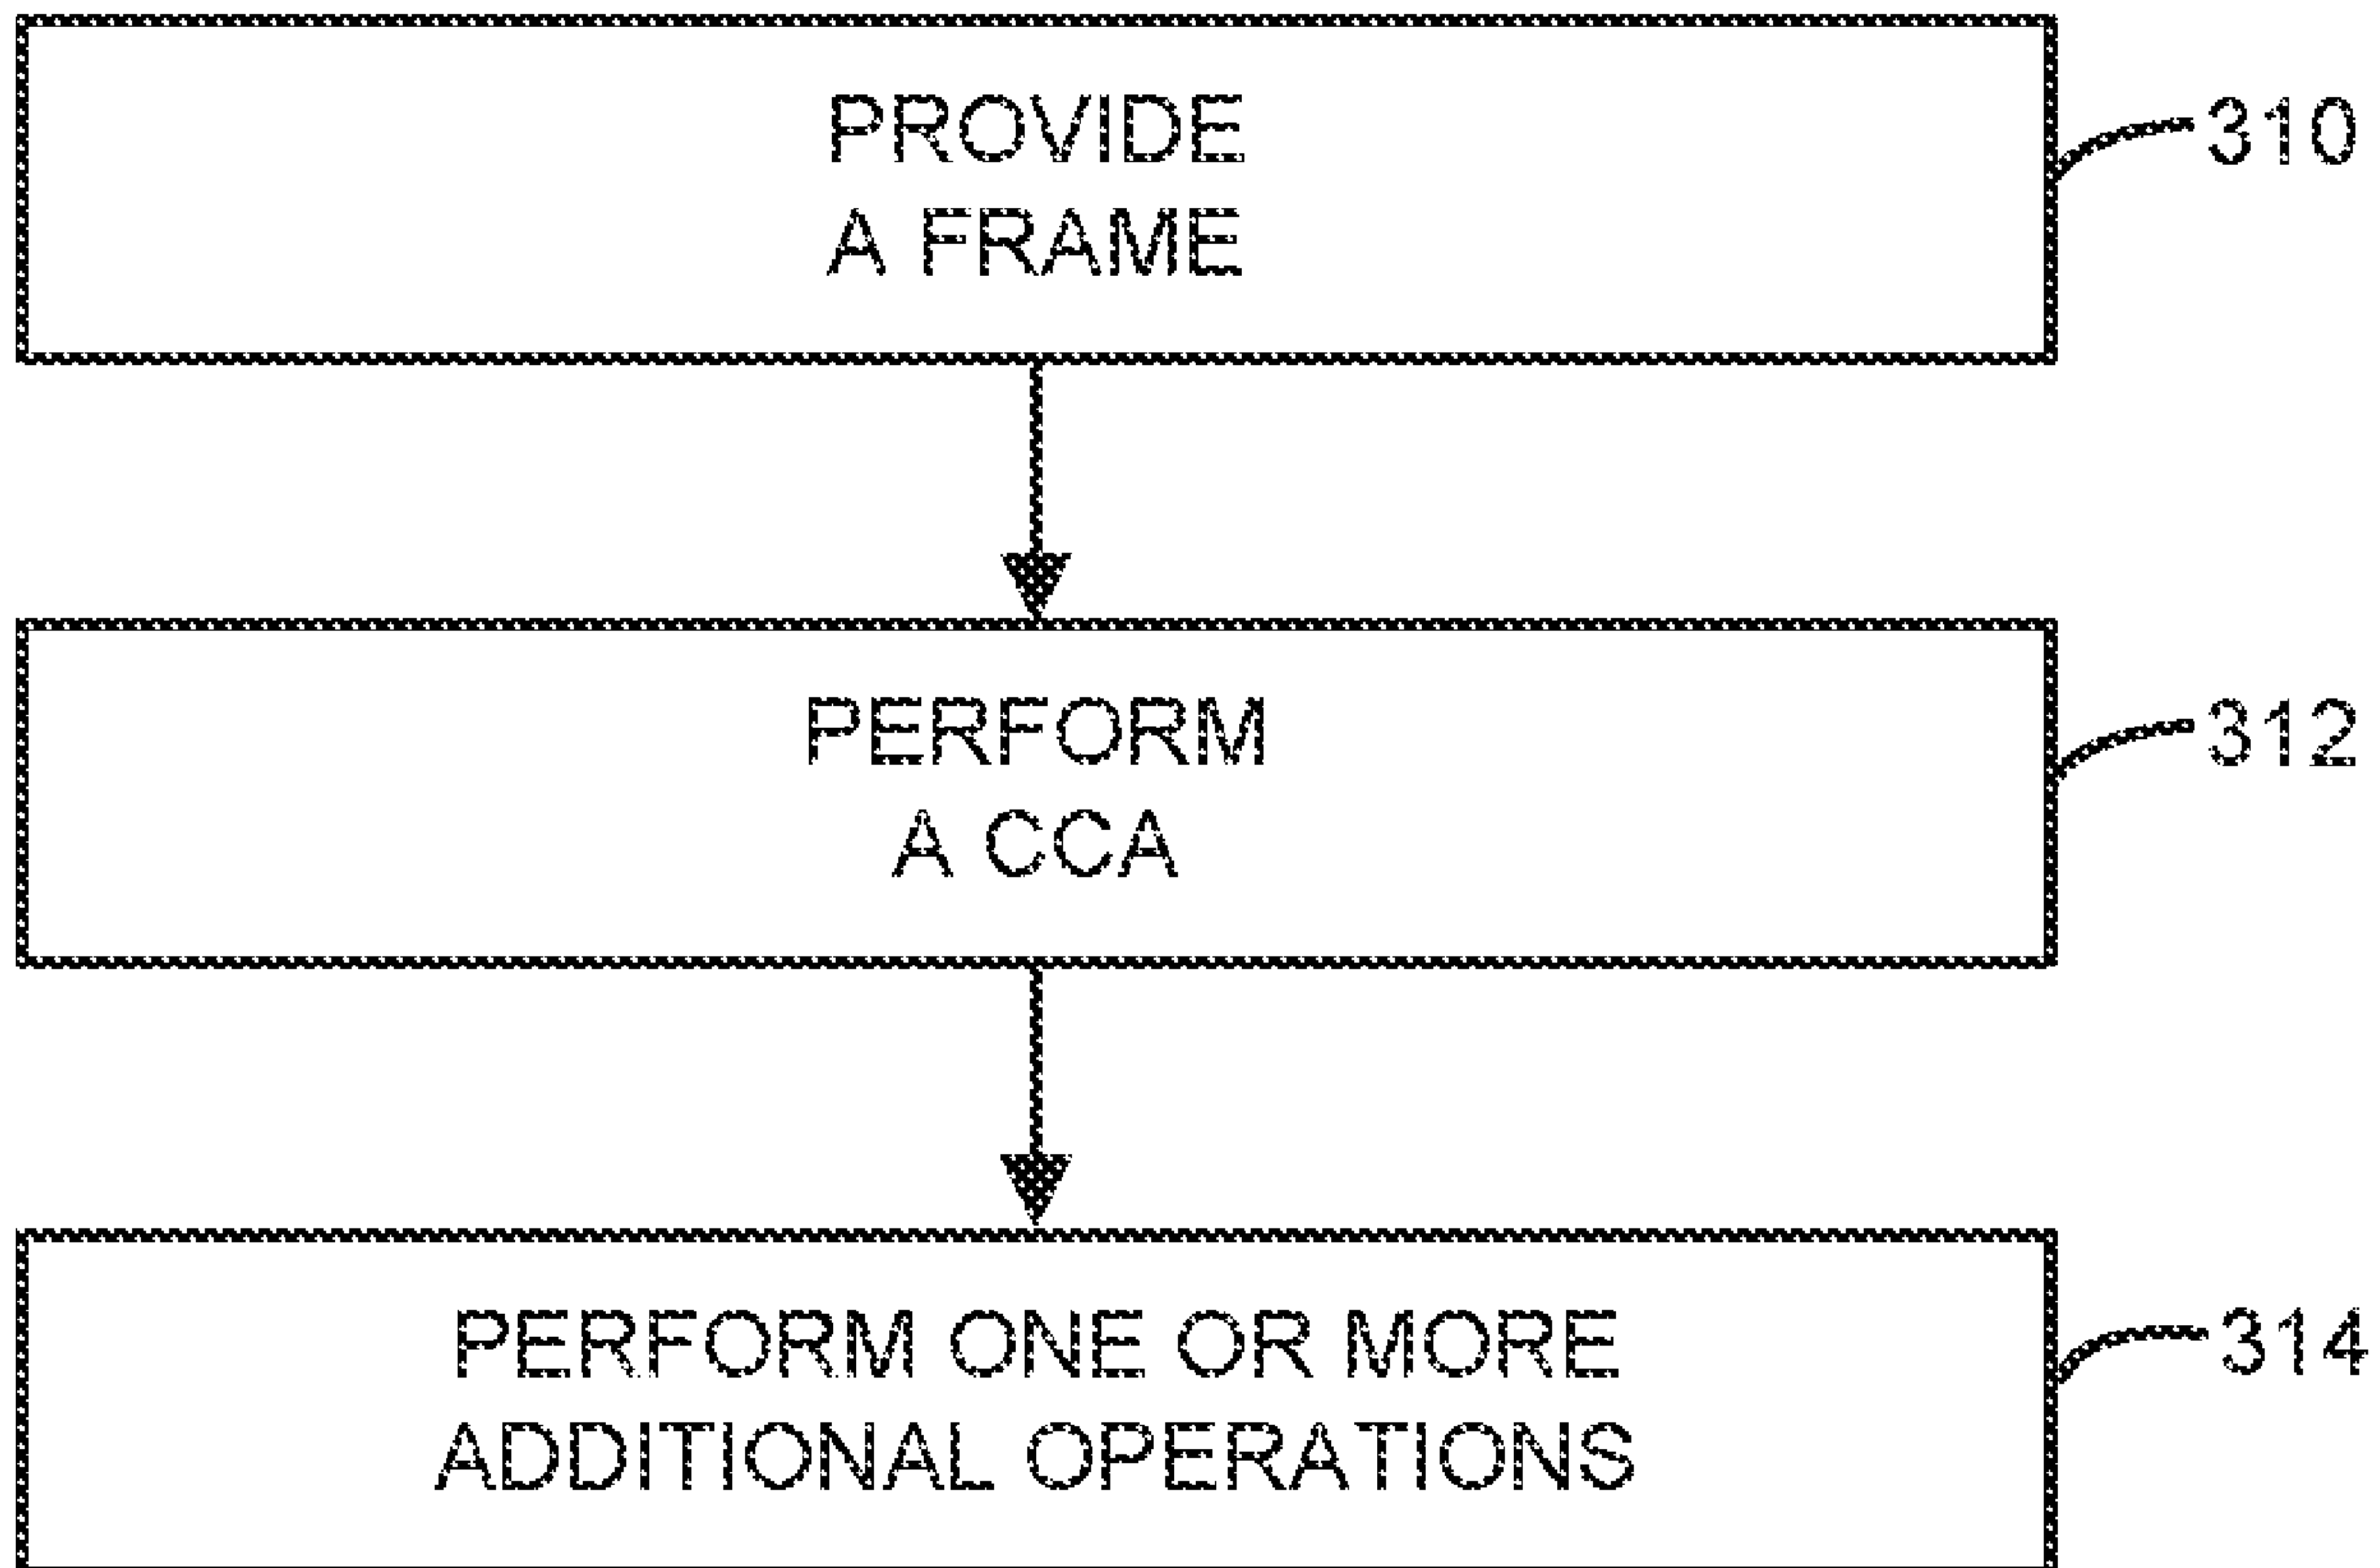 PROVIDE
A FRAME
310
PERFORM
A CCA
312
PERFORM ONE OR MORE
ADDITIONAL OPERATIONS
314